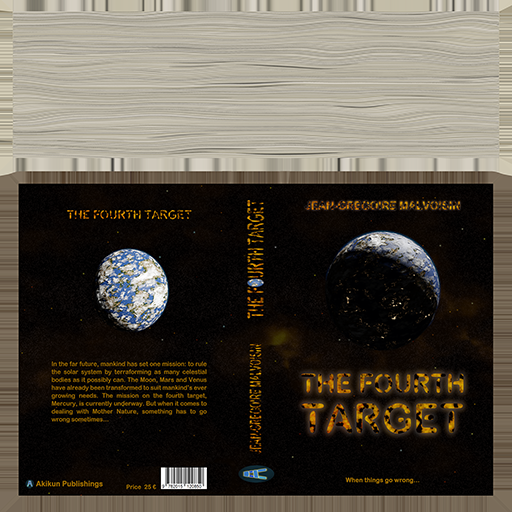 THE FOURTH TARGET
In the far future, mankind has set one mission: to rule
the solar system by terraforming as many celestial
bodies as it possibly can. The Moon, Mars and Venus
have already been transformed to suit mankind's ever
growing needs. The mission on the fourth target,
Mercury, is currently underway. But when it comes to
dealing with Mother Nature, something has to go
wrong sometimes...
Akikun Publishings
Price 25 €
THE FOURTH TARGET
JEAN-GREGOIRE MALVOISIN
JEAN-GREGOIRE MALVOISIN
THE FOURTH
TARGET
When things go wrong...